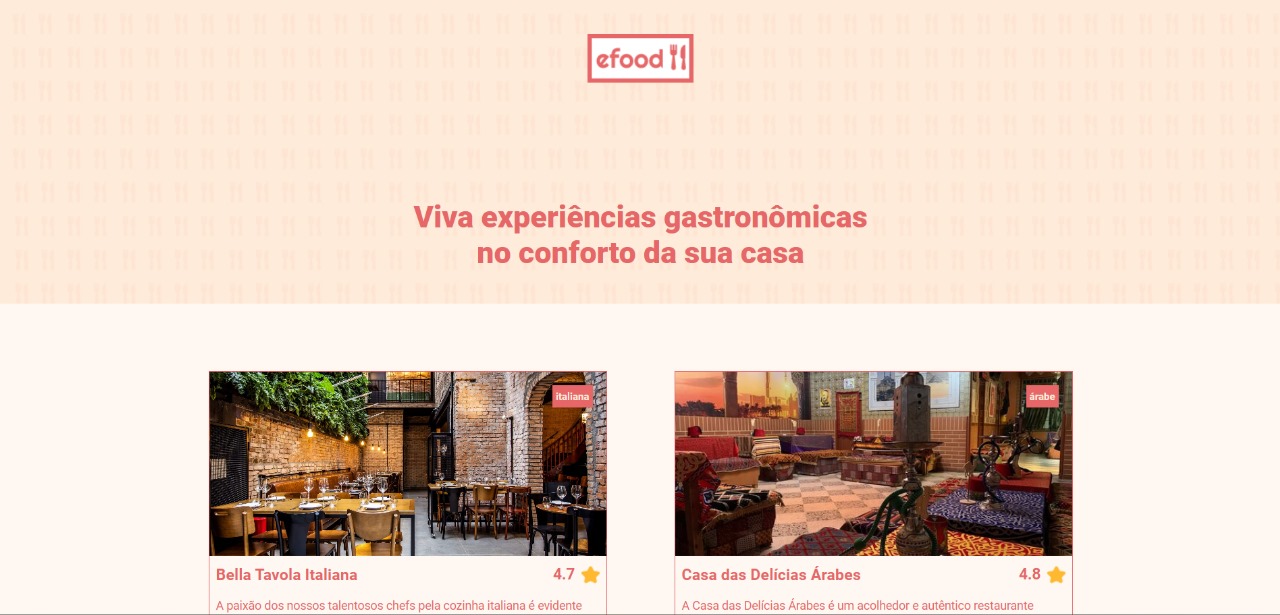 efood
Viva experiências gastronômicas
no conforto da sua casa
italiana
árabe
Bella Tavola Italiana
4.7
Casa das Delícias Árabes
4.8
A paixão dos nossos talentosos chefs pela cozinha italiana é evidente
A Casa das Delícias Árabes é um acolhedor e autêntico restaurante